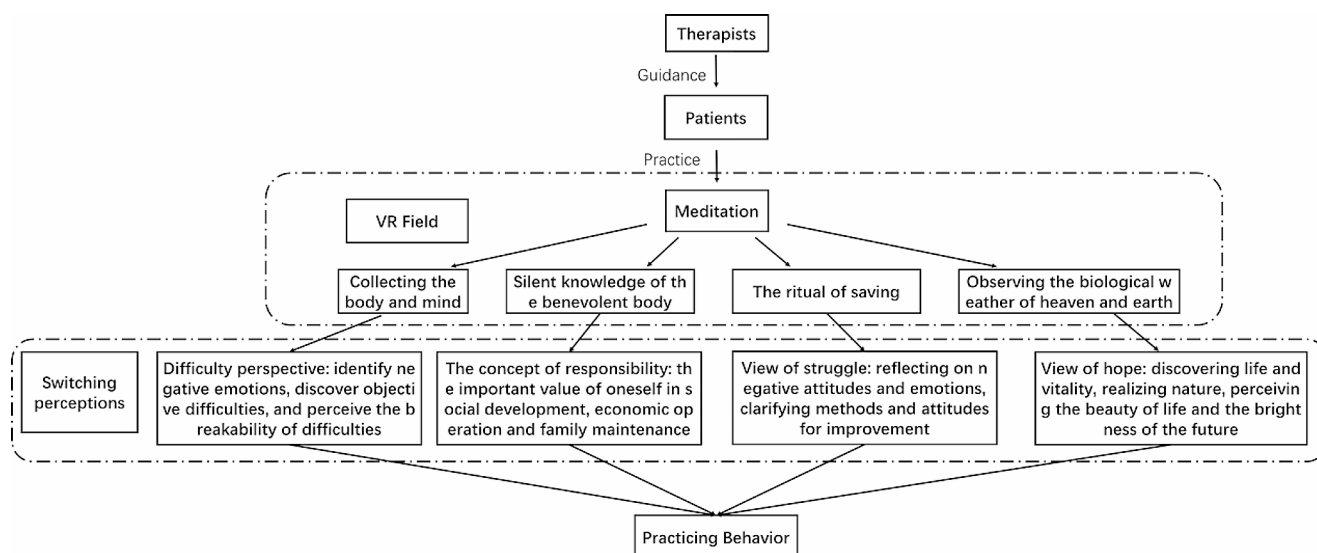 Therapists
Guidance
Patients
Practice
Meditation
VR Field
Collecting the
body and mind
Silent knowledge of th
e benevolent body
The ritual of saving
Observing the biological w
eather of heaven and earth
Switching
perceptions
Difficulty perspective: identify ne
gative emotions, discover objecti
ve difficulties, and perceive the b
reakability of difficulties
The concept of responsibility: th
e important value of oneself in s
ocial development, economic op
eration and family maintenance
View of struggle: reflecting on n
egative attitudes and emotions,
clarifying methods and attitudes
for improvement
View of hope: discovering life and
vitality, realizing nature, perceivin
g the beauty of life and the bright
ness of the future
Practicing Behavior